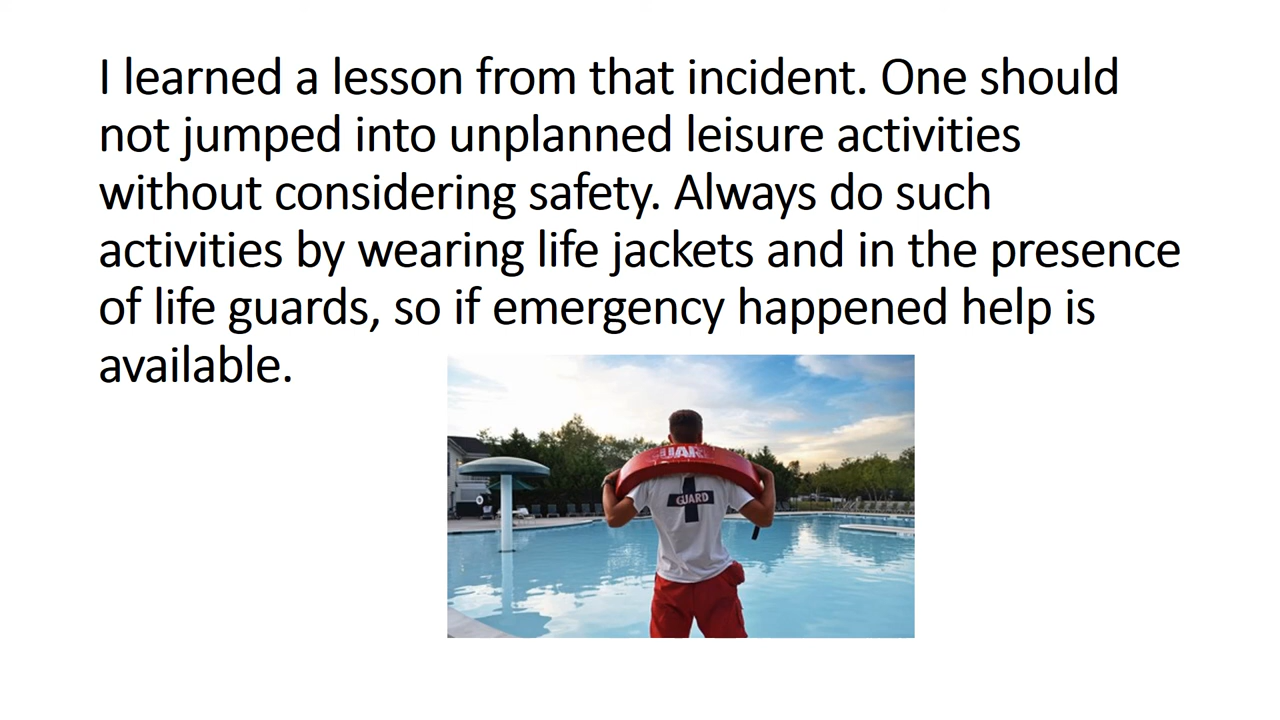 I learned a lesson from that incident. One should
not jumped into unplanned leisure activities
without considering safety. Always do such
activities by wearing life jackets and in the presence
of life guards, so if emergency happened help is
available.
GUARD